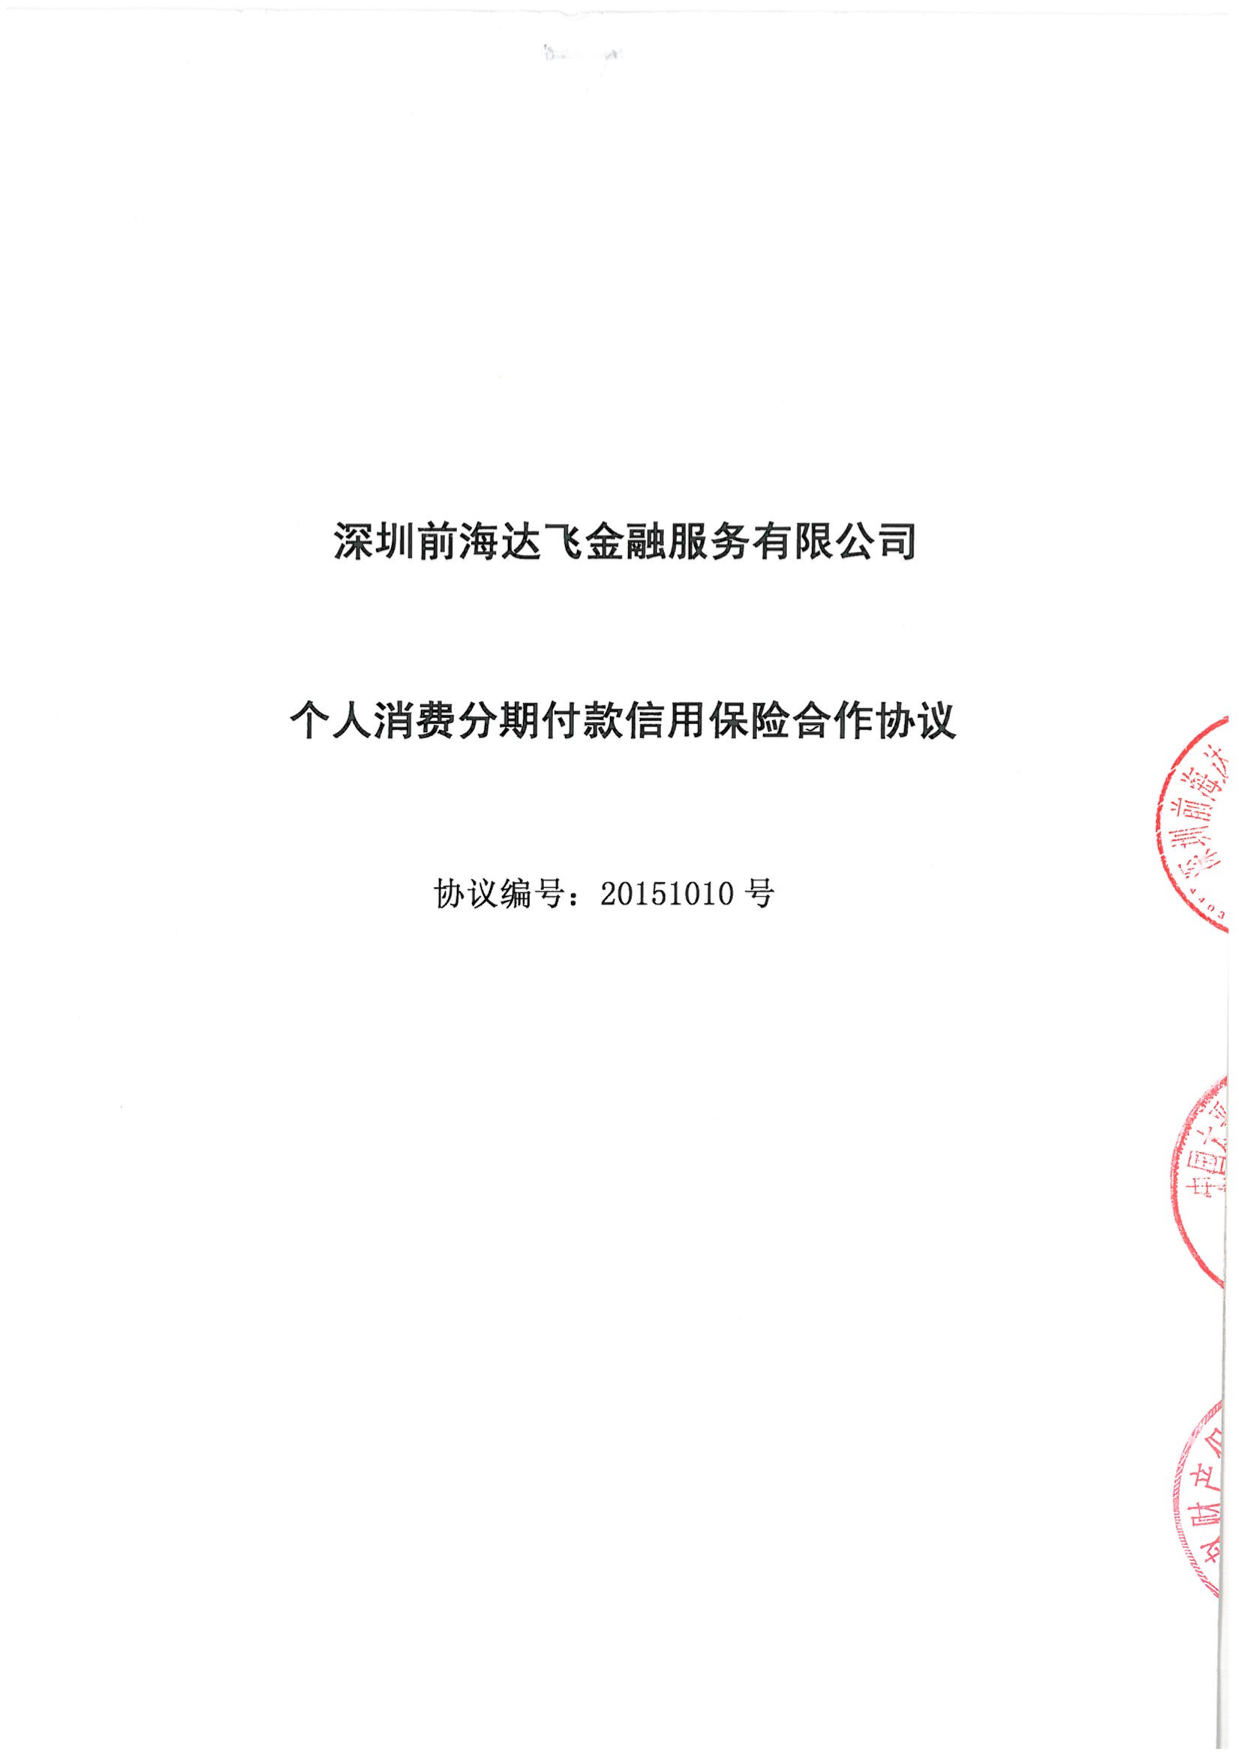 深圳前海达飞金融服务有限公司
个人消费分期付款信用保险合作协议
协议编号：20151010 号
深圳前海达
4403
中国六
财产